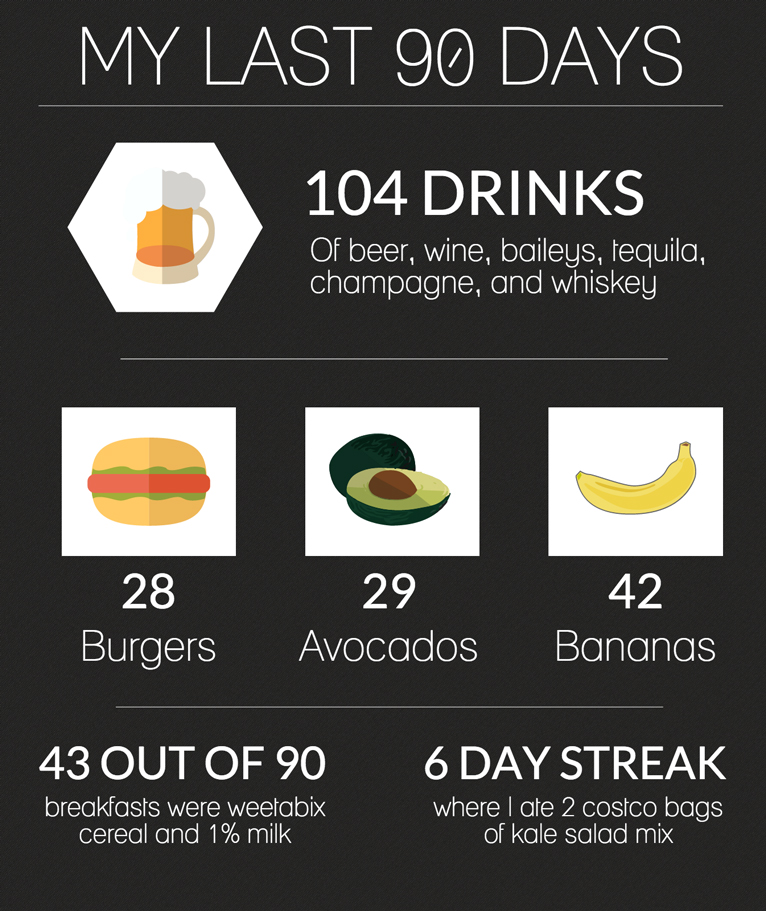 MY LAST 90 DAYS
104 DRINKS
Of beer, wine, baileys, tequila,
champagne, and whiskey
28
Burgers
29
Avocados
42
Bananas
43 OUT OF 90
breakfasts were weetabix
cereal and 1% milk
6 DAY STREAK
where I ate 2 costco bags
of kale salad mix